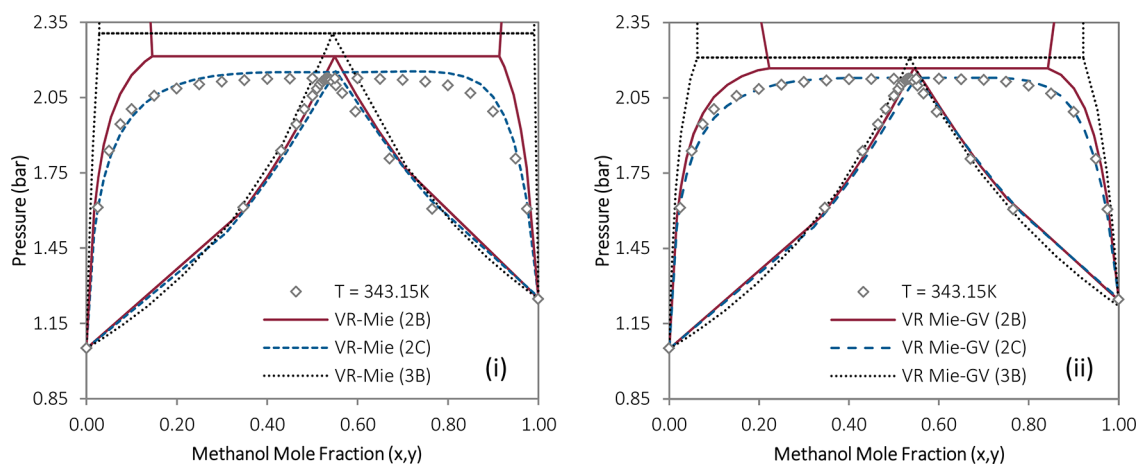 2.35
2.05
1.75
1.45
1.15
0.85
Pressure (bar)
T = 343.15K
VR-Mie (2B)
VR-Mie (2C)
VR-Mie (3B)
(i)
0.00 0.20 0.40 0.60 0.80 1.00
Methanol Mole Fraction (x,y)
2.35
2.05
1.75
1.45
1.15
0.85
Pressure (bar)
T = 343.15K
VR Mie-GV (2B)
VR Mie-GV (2C)
VR Mie-GV (3B)
(ii)
0.00 0.20 0.40 0.60 0.80 1.00
Methanol Mole Fraction (x,y)